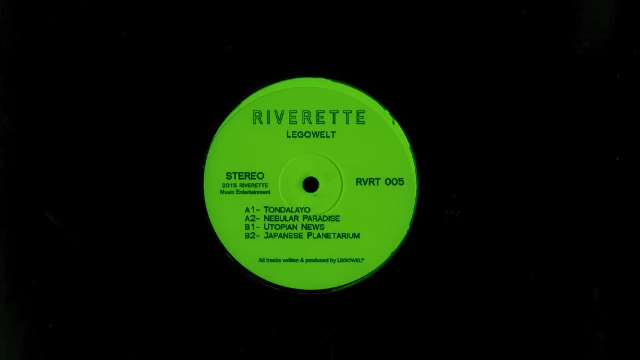 RIVERETTE
LEGOWELT
STEREO
2015 RIVERETTE
Music Entertainment
RVRT 005
A1- TONDALAYO
A2- NEBULAR PARADISE
B1- UTOPIAN NEWS
B2- JAPANESE PLANETARIUM
All tracks written & produced by LEGOWELT